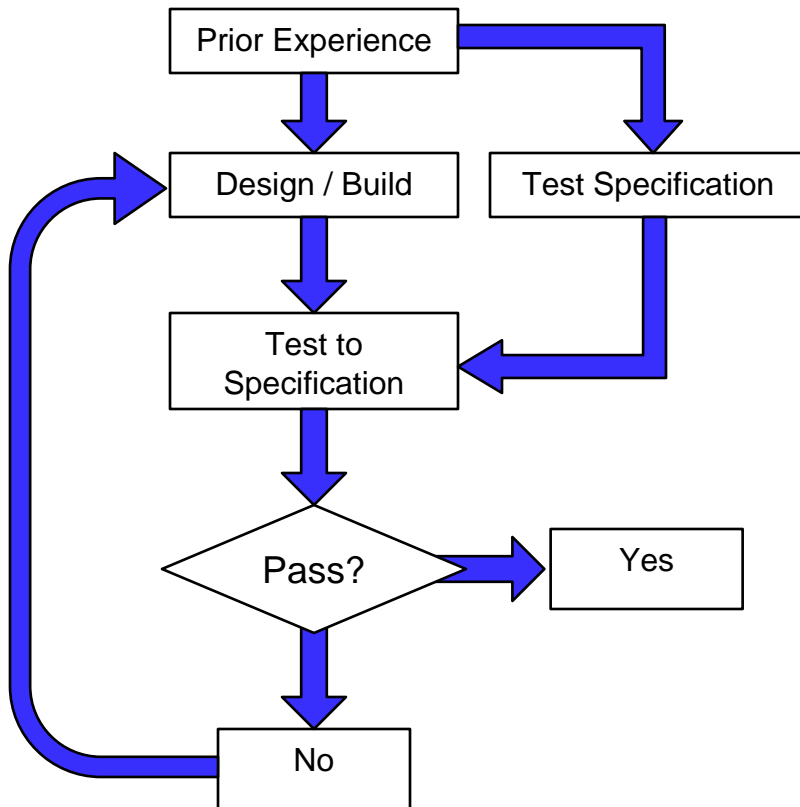 Prior Experience
Design / Build
Test Specification
Test to
Specification
Pass?
Yes
No